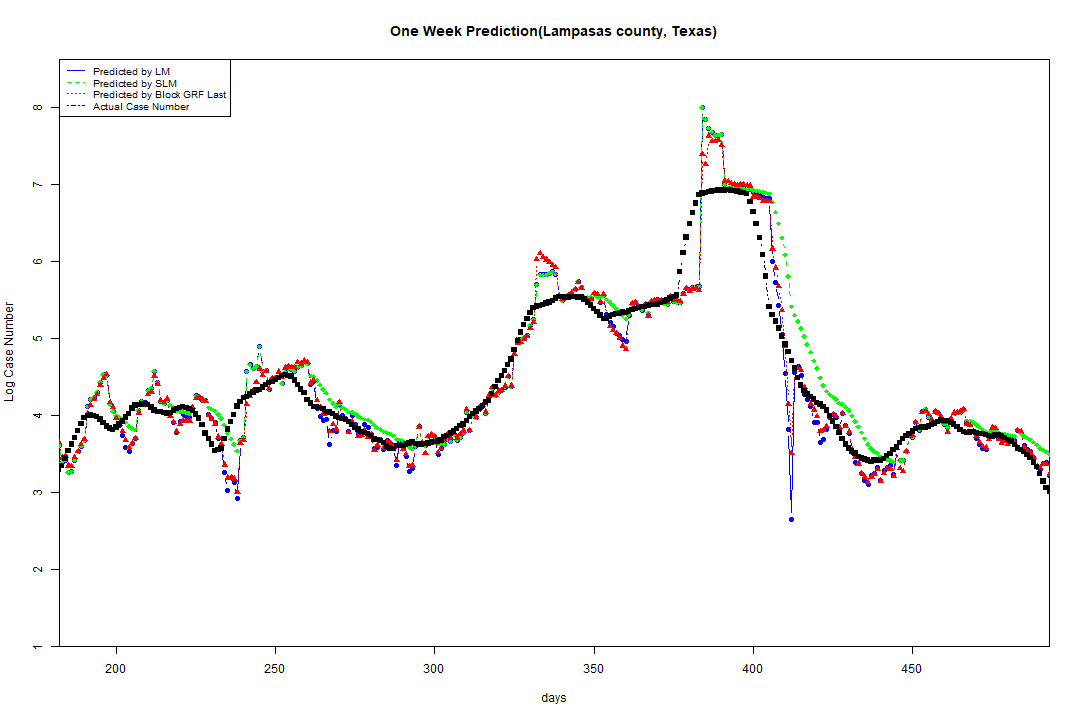 One Week Prediction(Lampasas county, Texas)
Predicted by LM
Predicted by SLM
Predicted by Block GRF Last
Actual Case Number
Log Case Number
8
7
6
5
4
3
2
1
200 250 300 350 400 450
days